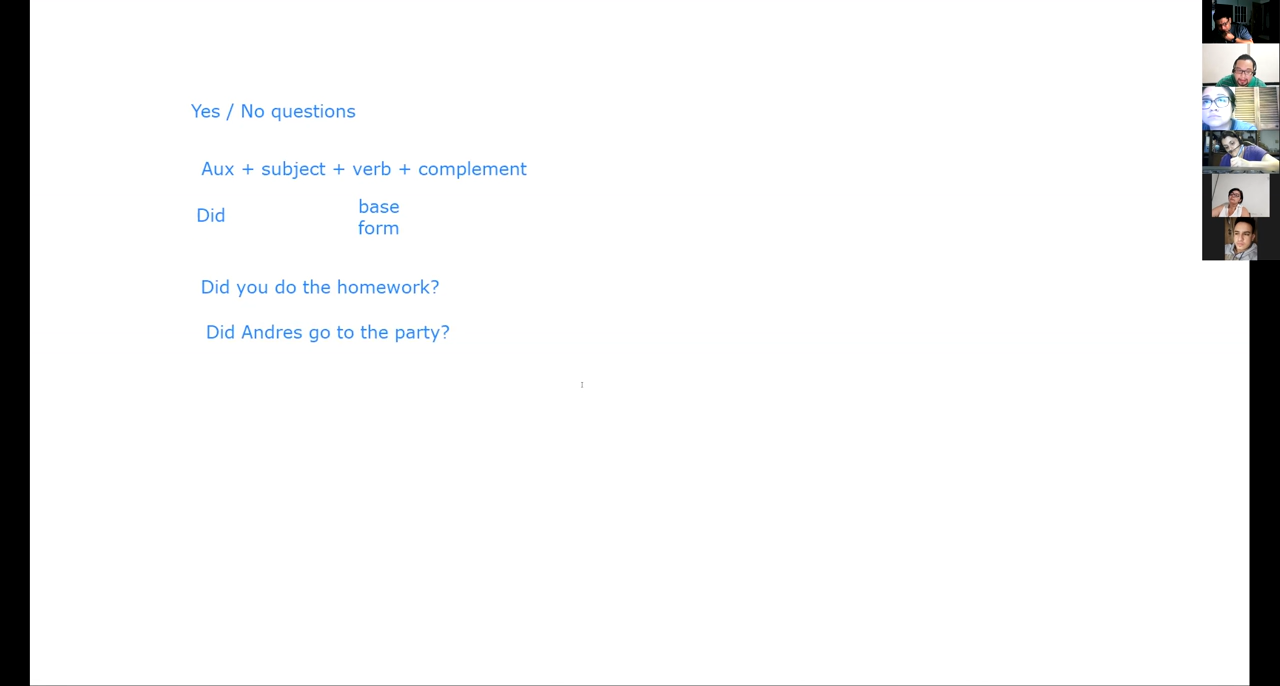 Yes / No questions
Aux + subject + verb + complement
Did
base
form
Did you do the homework?
Did Andres go to the party?